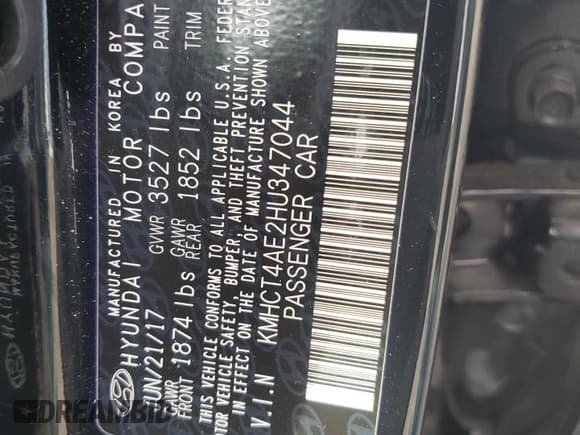 MANUFACTURED IN KOREA BY
HYUNDAI MOTOR COMPA
JUN/21/17 GVWR 3527 lbs PAINT
GAWR FRONT 1874 lbs GAWR REAR 1852 lbs TRIM
THIS VEHICLE CONFORMS TO ALL APPLICABLE U.S.A. FEDER
MOTOR VEHICLE SAFETY, BUMPER AND THEFT PREVENTION STAN
IN EFFECT ON THE DATE OF MANUFACTURE SHOWN ABOVE
V.I.N KMHCT4AE2HU347044
PASSENGER CAR
DREAMBID